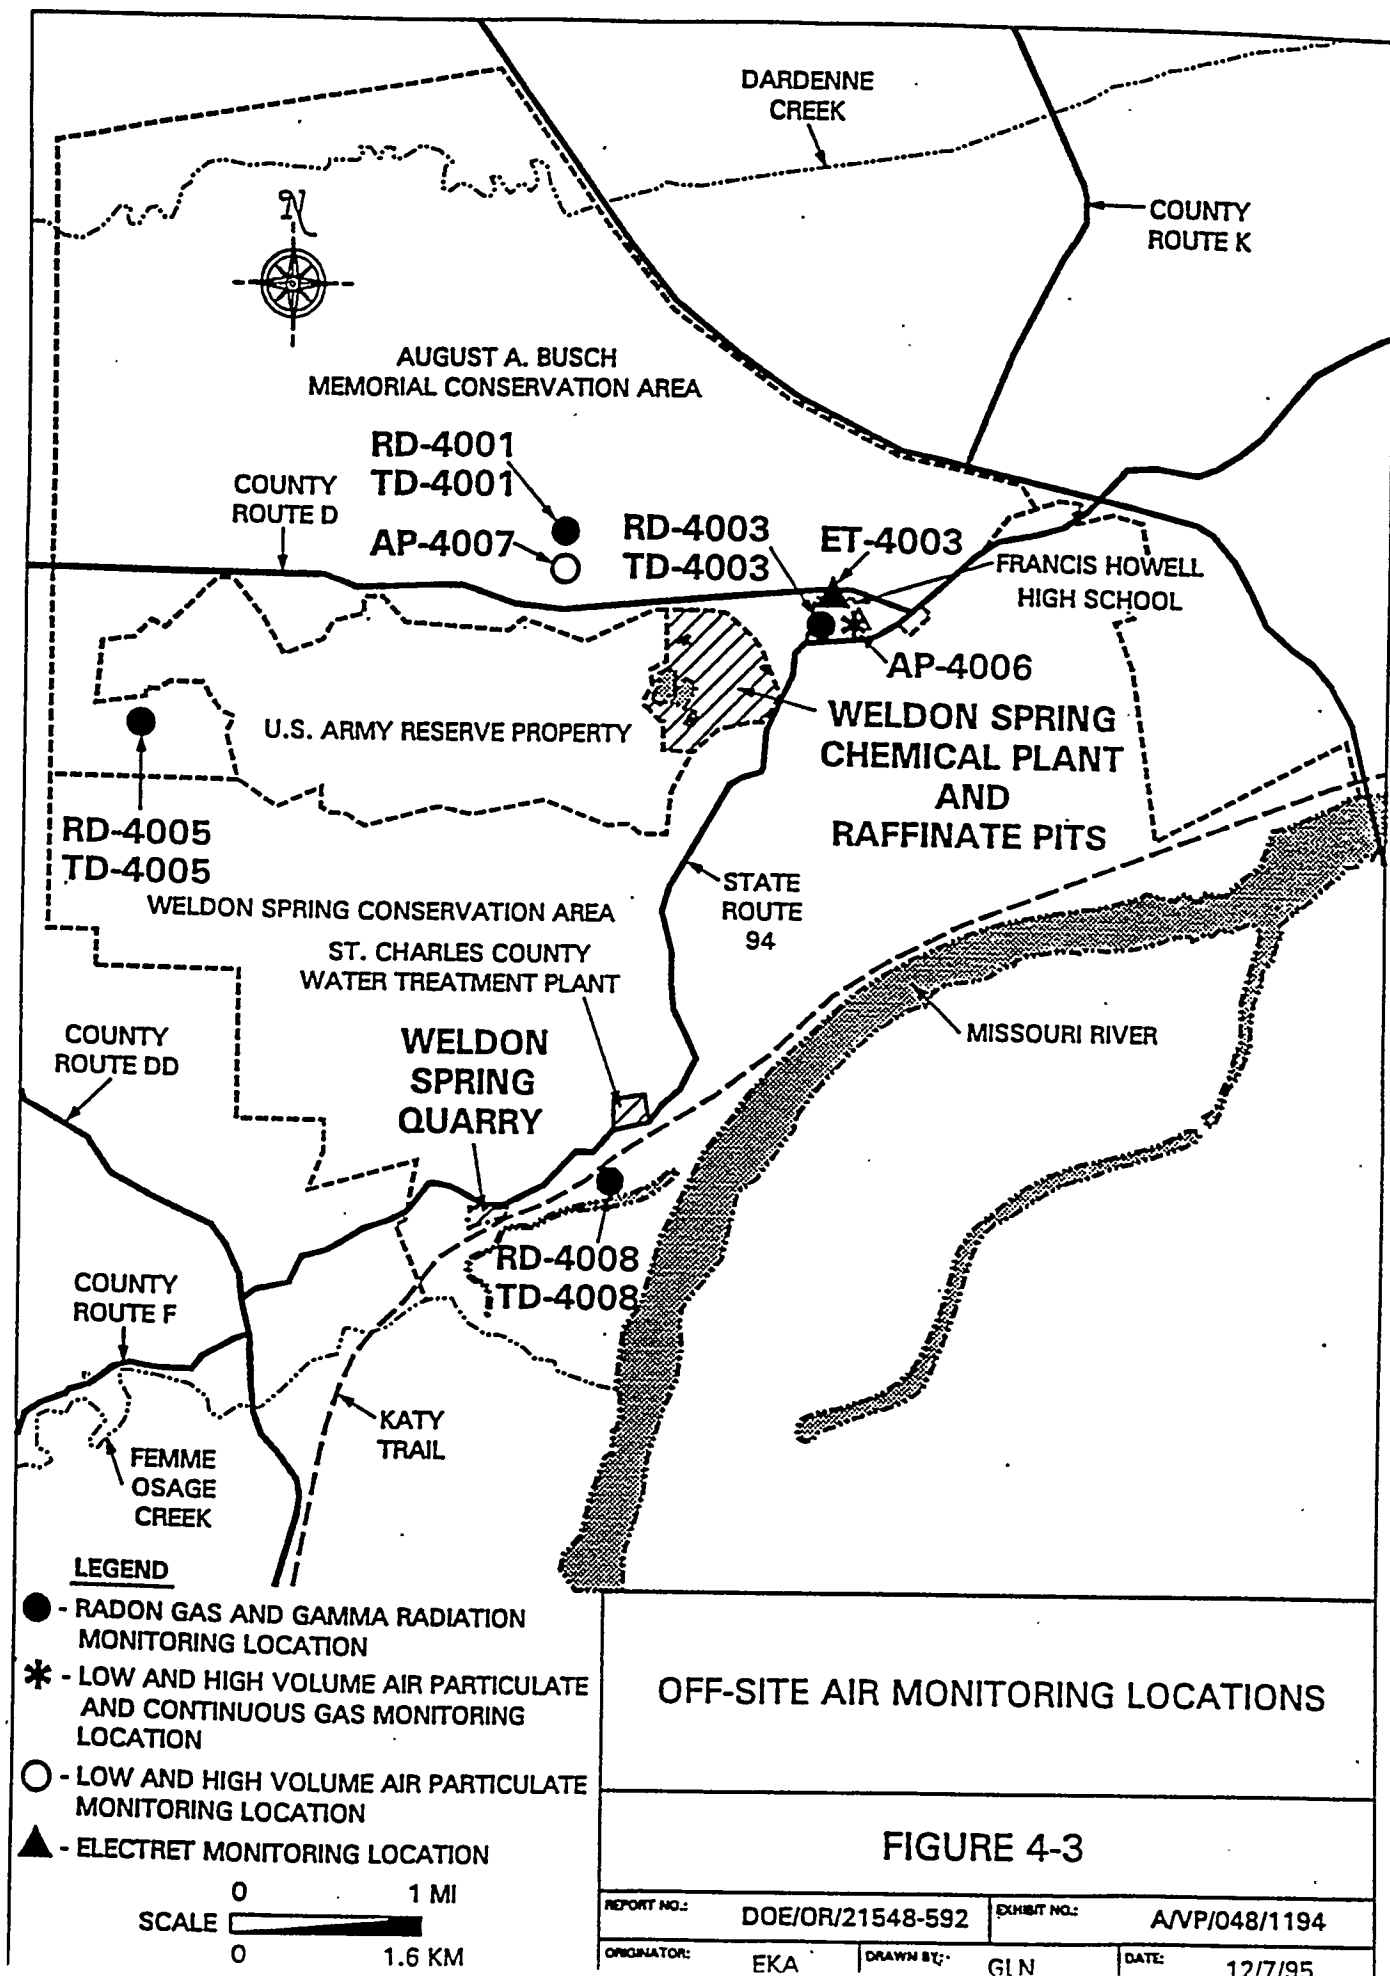 DARDENNE
CREEK
COUNTY
ROUTE K
N
AUGUST A. BUSCH
MEMORIAL CONSERVATION AREA
RD-4001
TD-4001
COUNTY
ROUTE D
AP-4007
RD-4003
TD-4003
ET-4003
FRANCIS HOWELL
HIGH SCHOOL
AP-4006
WELDON SPRING
CHEMICAL PLANT
AND
RAFFINATE PITS
U.S. ARMY RESERVE PROPERTY
RD-4005
TD-4005
WELDON SPRING CONSERVATION AREA
STATE
ROUTE
94
ST. CHARLES COUNTY
WATER TREATMENT PLANT
MISSOURI RIVER
COUNTY
ROUTE DD
WELDON
SPRING
QUARRY
RD-4008
TD-4008
COUNTY
ROUTE F
KATY
TRAIL
FEMME
OSAGE
CREEK
LEGEND
- RADON GAS AND GAMMA RADIATION
MONITORING LOCATION
- LOW AND HIGH VOLUME AIR PARTICULATE
AND CONTINUOUS GAS MONITORING
LOCATION
- LOW AND HIGH VOLUME AIR PARTICULATE
MONITORING LOCATION
- ELECTRET MONITORING LOCATION
0 1 MI
SCALE
0 1.6 KM
OFF-SITE AIR MONITORING LOCATIONS
FIGURE 4-3
REPORT NO.: DOE/OR/21548-592 EXHIBIT NO.: A/VP/048/1194
ORIGINATOR: EKA DRAWN BY: GLN DATE: 12/7/95